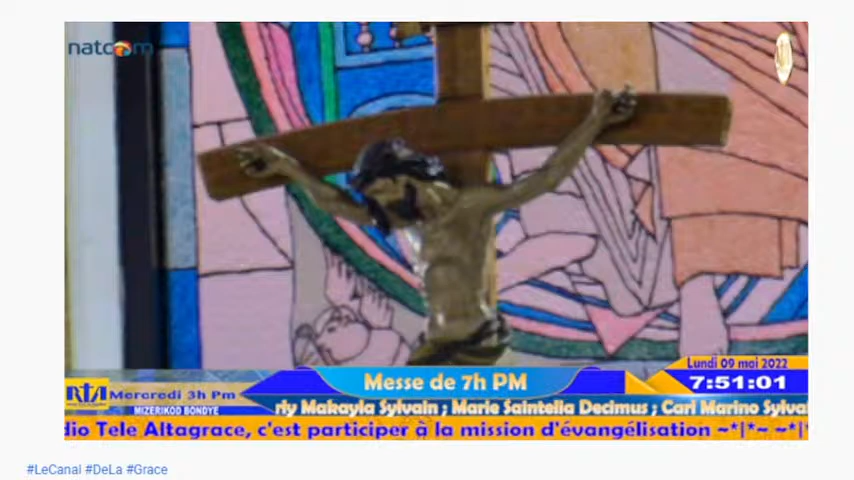 natcom
Lundi 09 mai 2022
Messe de 7h PM
7:51:01
RTA Mercredi 3h Pm
MIZERIKOD BONDYE
rly Makayla Sylvain ; Marie Saintelia Decimus ; Carl Marino Sylva
dio Tele Altagrace, c'est participer à la mission d'évangélisation ~*|*~ ~*|
#LeCanal #DeLa #Grace